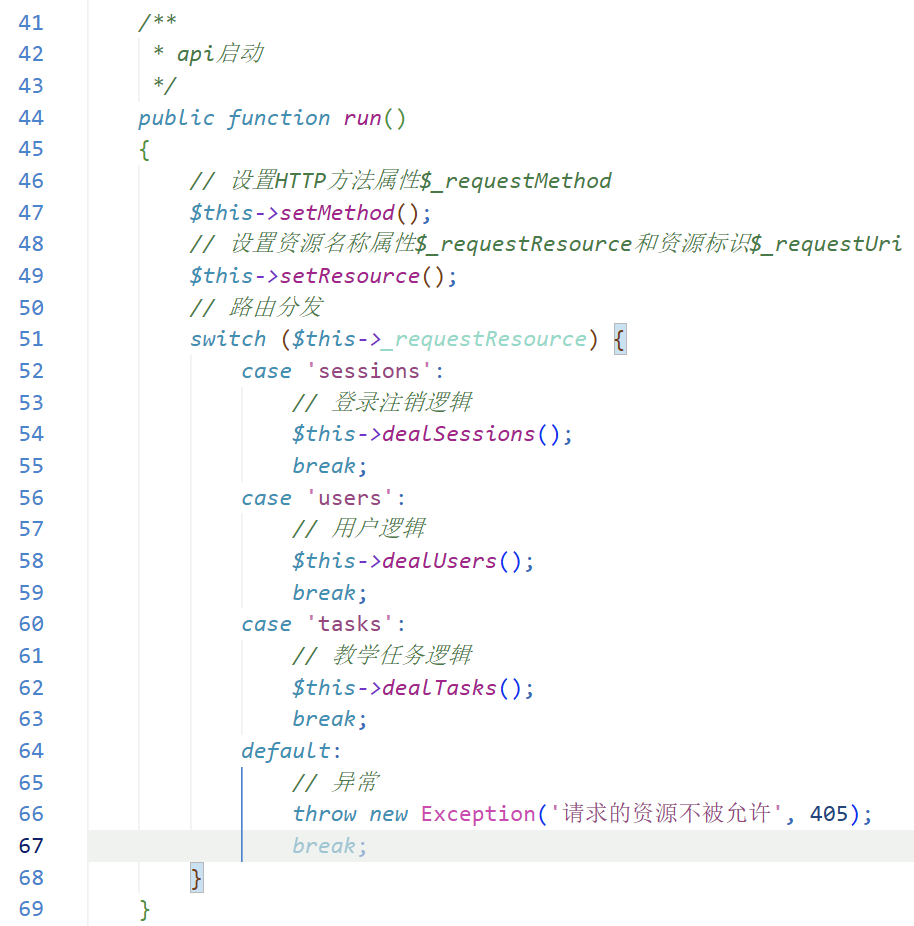 41    /**
42     * api启动
43     */
44    public function run()
45    {
46        // 设置HTTP方法属性$_requestMethod
47        $this->setMethod();
48        // 设置资源名称属性$_requestResource和资源标识$_requestUri
49        $this->setResource();
50        // 路由分发
51        switch ($this->_requestResource) {
52            case 'sessions':
53                // 登录注销逻辑
54                $this->dealSessions();
55                break;
56            case 'users':
57                // 用户逻辑
58                $this->dealUsers();
59                break;
60            case 'tasks':
61                // 教学任务逻辑
62                $this->dealTasks();
63                break;
64            default:
65                // 异常
66                throw new Exception('请求的资源不被允许', 405);
67                break;
68        }
69    }